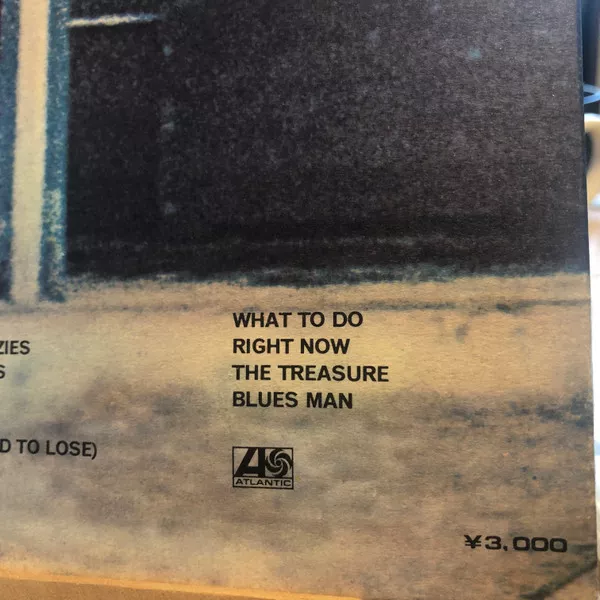 ZIES
S
D TO LOSE)
WHAT TO DO
RIGHT NOW
THE TREASURE
BLUES MAN
ATLANTIC
¥3,000